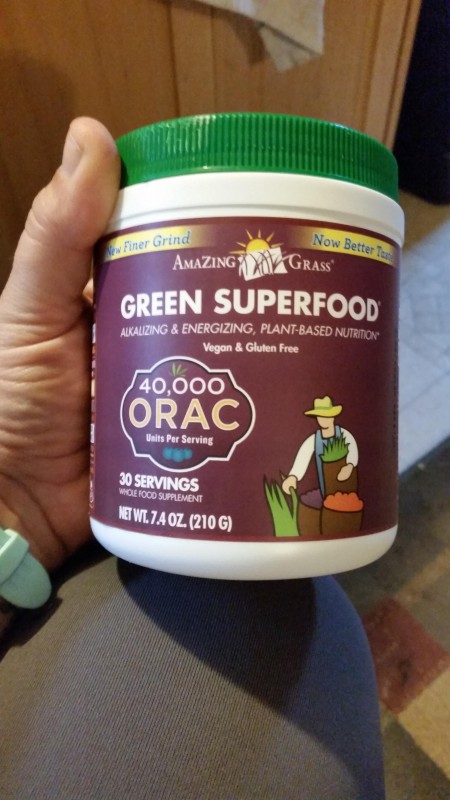 New Finer Grind
Now Better Taste
AMAZING GRASS®
GREEN SUPERFOOD®
ALKALIZING & ENERGIZING, PLANT-BASED NUTRITION™
Vegan & Gluten Free
40,000
ORAC
Units Per Serving
30 SERVINGS
WHOLE FOOD SUPPLEMENT
NET WT. 7.4 OZ. (210 G)